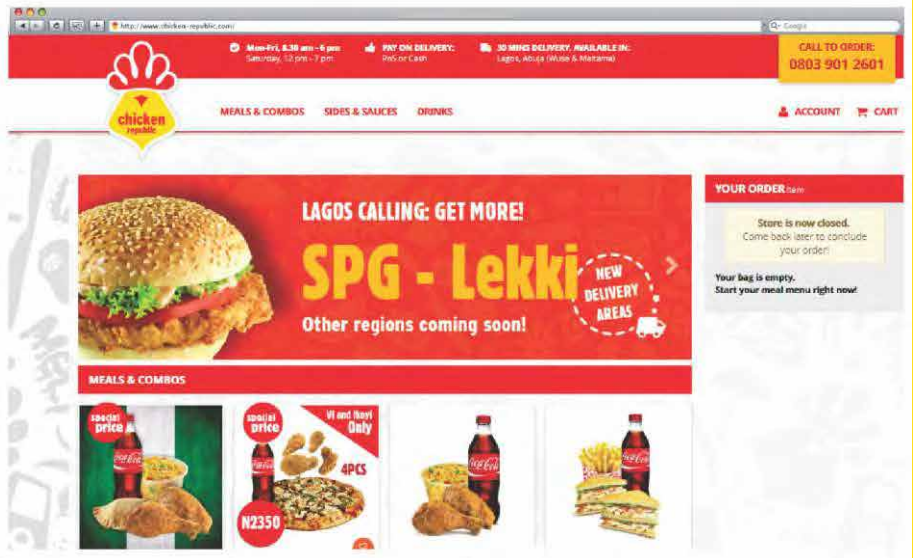 http://www.chicken-republic.com/
Google
Mon-Fri, 8.30 am - 6 pm
Saturday, 12 pm - 7 pm
PAY ON DELIVERY:
PoS or Cash
30 MINS DELIVERY. AVAILABLE IN:
Lagos, Abuja (Wuse & Maitama)
CALL TO ORDER:
0803 901 2601
chicken
republic
MEALS & COMBOS
SIDES & SAUCES
DRINKS
ACCOUNT
CART
LAGOS CALLING: GET MORE!
SPG - Lekki
Other regions coming soon!
NEW
DELIVERY
AREAS
YOUR ORDER
Store is now closed.
Come back later to conclude
your order!
Your bag is empty.
Start your meal menu right now!
MEALS & COMBOS
special
price
Coca-Cola
special
price
VI and Ikoyi
Only
4PCS
Coca-Cola
N2350
Coca-Cola
Coca-Cola